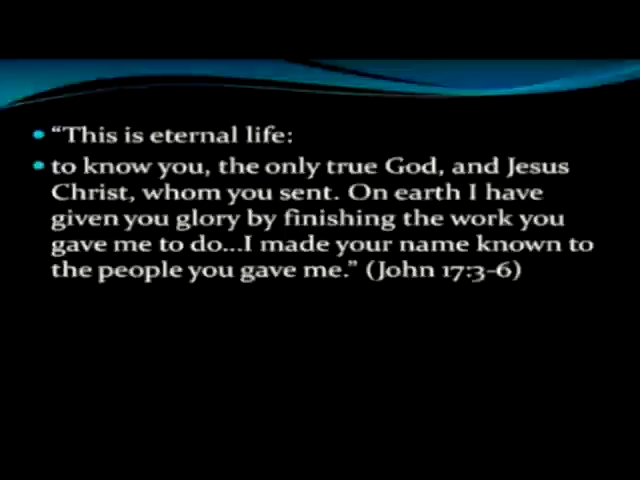 • “This is eternal life:
• to know you, the only true God, and Jesus
Christ, whom you sent. On earth I have
given you glory by finishing the work you
gave me to do...I made your name known to
the people you gave me.” (John 17:3-6)